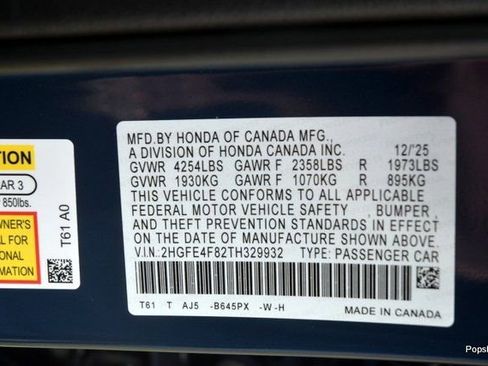 MFD.BY HONDA OF CANADA MFG.,
A DIVISION OF HONDA CANADA INC. 12/'25
GVWR 4254LBS GAWR F 2358LBS R 1973LBS
GVWR 1930KG GAWR F 1070KG R 895KG
THIS VEHICLE CONFORMS TO ALL APPLICABLE
FEDERAL MOTOR VEHICLE SAFETY ,BUMPER,
AND THEFT PREVENTION STANDARDS IN EFFECT
ON THE DATE OF MANUFACTURE SHOWN ABOVE.
V.I.N.:2HGFE4F82TH329932 TYPE: PASSENGER CAR
T61 T AJ5 -B645PX -W-H
MADE IN CANADA
TION
AR 3
850lbs.
WNER'S
AL FOR
ONAL
MATION
T61 A0